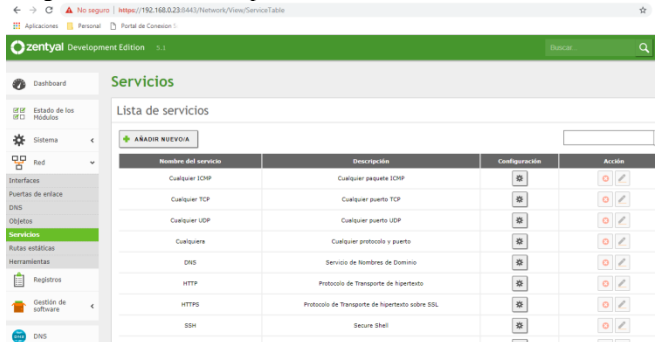 No seguro | https://192.168.0.23:8443/Network/View/ServiceTable
Aplicaciones Personal Portal de Conexion S
zentyal Development Edition 5.1 Buscar...
Dashboard
Estado de los Módulos
Sistema
Red
Interfaces
Puertas de enlace
DNS
Objetos
Servicios
Rutas estáticas
Herramientas
Registros
Gestión de software
DNS
Servicios
Lista de servicios
AÑADIR NUEVO/A
Nombre del servicio Descripción Configuración Acción
Cualquier ICMP Cualquier paquete ICMP
Cualquier TCP Cualquier puerto TCP
Cualquier UDP Cualquier puerto UDP
Cualquiera Cualquier protocolo y puerto
DNS Servicio de Nombres de Dominio
HTTP Protocolo de Transporte de hipertexto
HTTPS Protocolo de Transporte de hipertexto sobre SSL
SSH Secure Shell